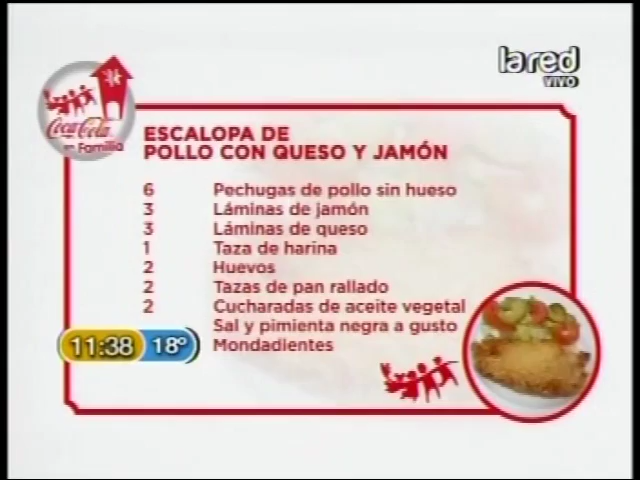 la red
VIVO
Coca-Cola
en Familia
ESCALOPA DE
POLLO CON QUESO Y JAMÓN
6 Pechugas de pollo sin hueso
3 Láminas de jamón
3 Láminas de queso
1 Taza de harina
2 Huevos
2 Tazas de pan rallado
2 Cucharadas de aceite vegetal
Sal y pimienta negra a gusto
Mondadientes
11:38 18º